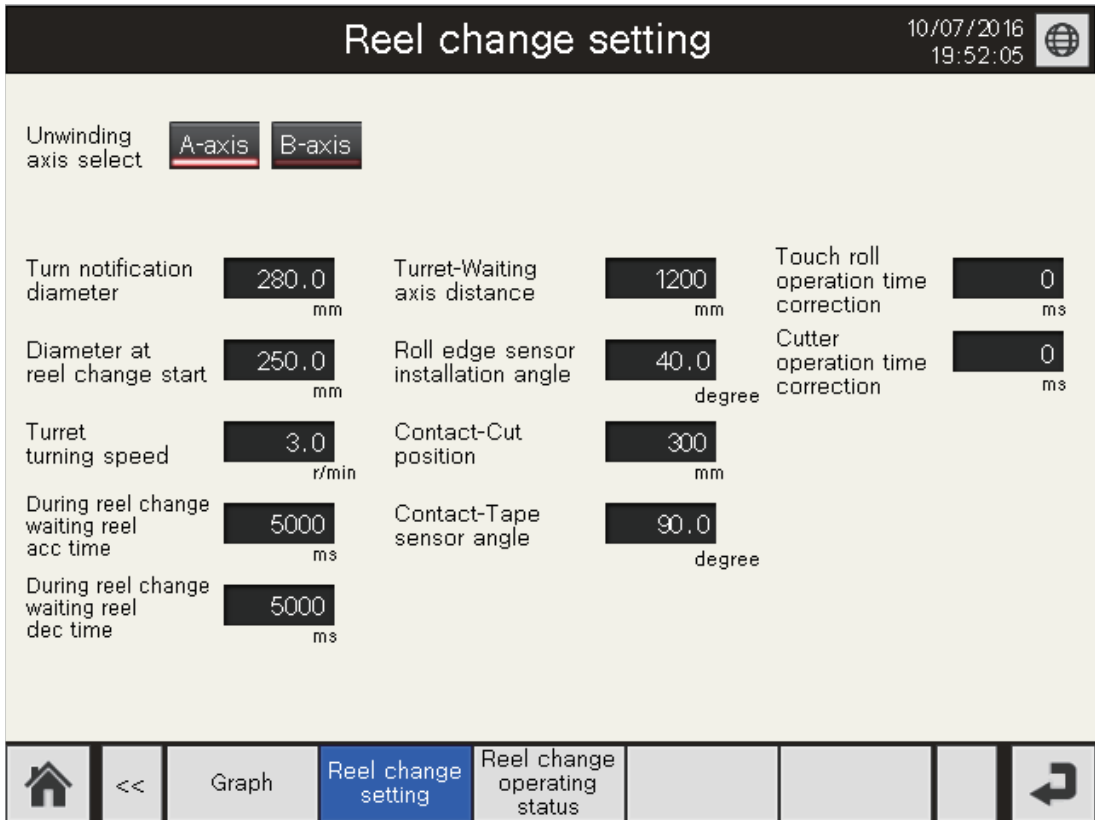 Reel change setting
10/07/2016
19:52:05
Unwinding
axis select
A-axis
B-axis
Turn notification
diameter
280.0
mm
Diameter at
reel change start
250.0
mm
Turret
turning speed
3.0
r/min
During reel change
waiting reel
acc time
5000
ms
During reel change
waiting reel
dec time
5000
ms
Turret-Waiting
axis distance
1200
mm
Roll edge sensor
installation angle
40.0
degree
Contact-Cut
position
300
mm
Contact-Tape
sensor angle
90.0
degree
Touch roll
operation time
correction
0
ms
Cutter
operation time
correction
0
ms
<<
Graph
Reel change
setting
Reel change
operating
status